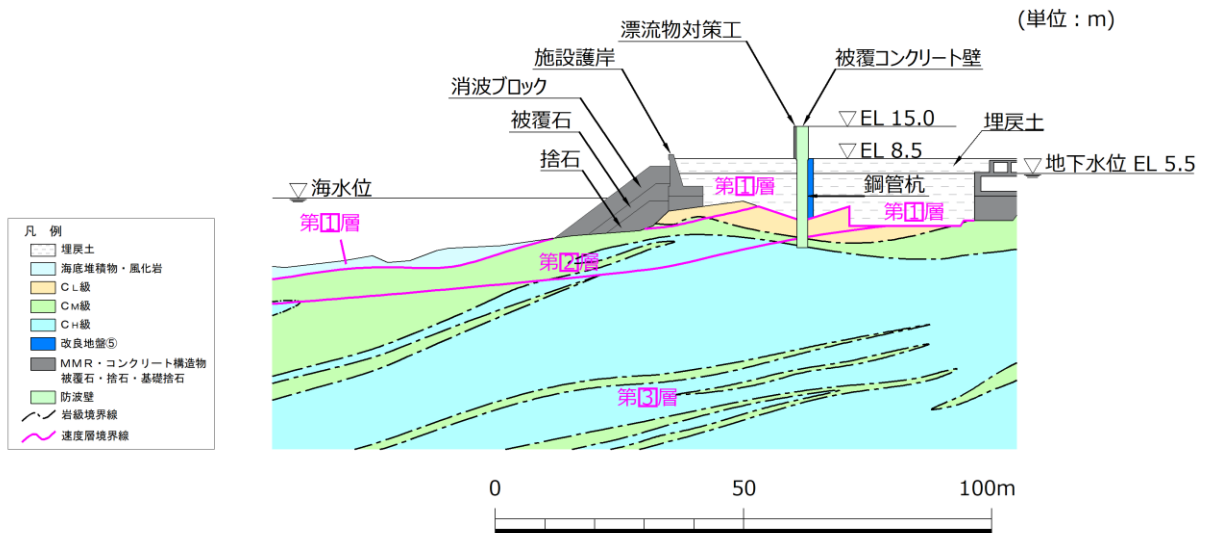 (単位：m)
漂流物対策工
施設護岸
被覆コンクリート壁
消波ブロック
被覆石
捨石
▽EL 15.0
▽EL 8.5
埋戻土
▽地下水位 EL 5.5
▽海水位
鋼管杭
第1層
第1層
第1層
第2層
第3層
凡 例
埋戻土
海底堆積物・風化岩
CL級
CM級
CH級
改良地盤⑤
MMR・コンクリート構造物
被覆石・捨石・基礎捨石
防波壁
岩級境界線
速度層境界線
0 50 100m